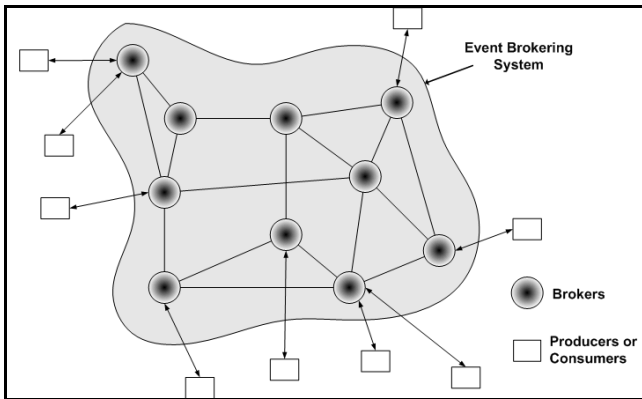 Event Brokering
System
Brokers
Producers or
Consumers